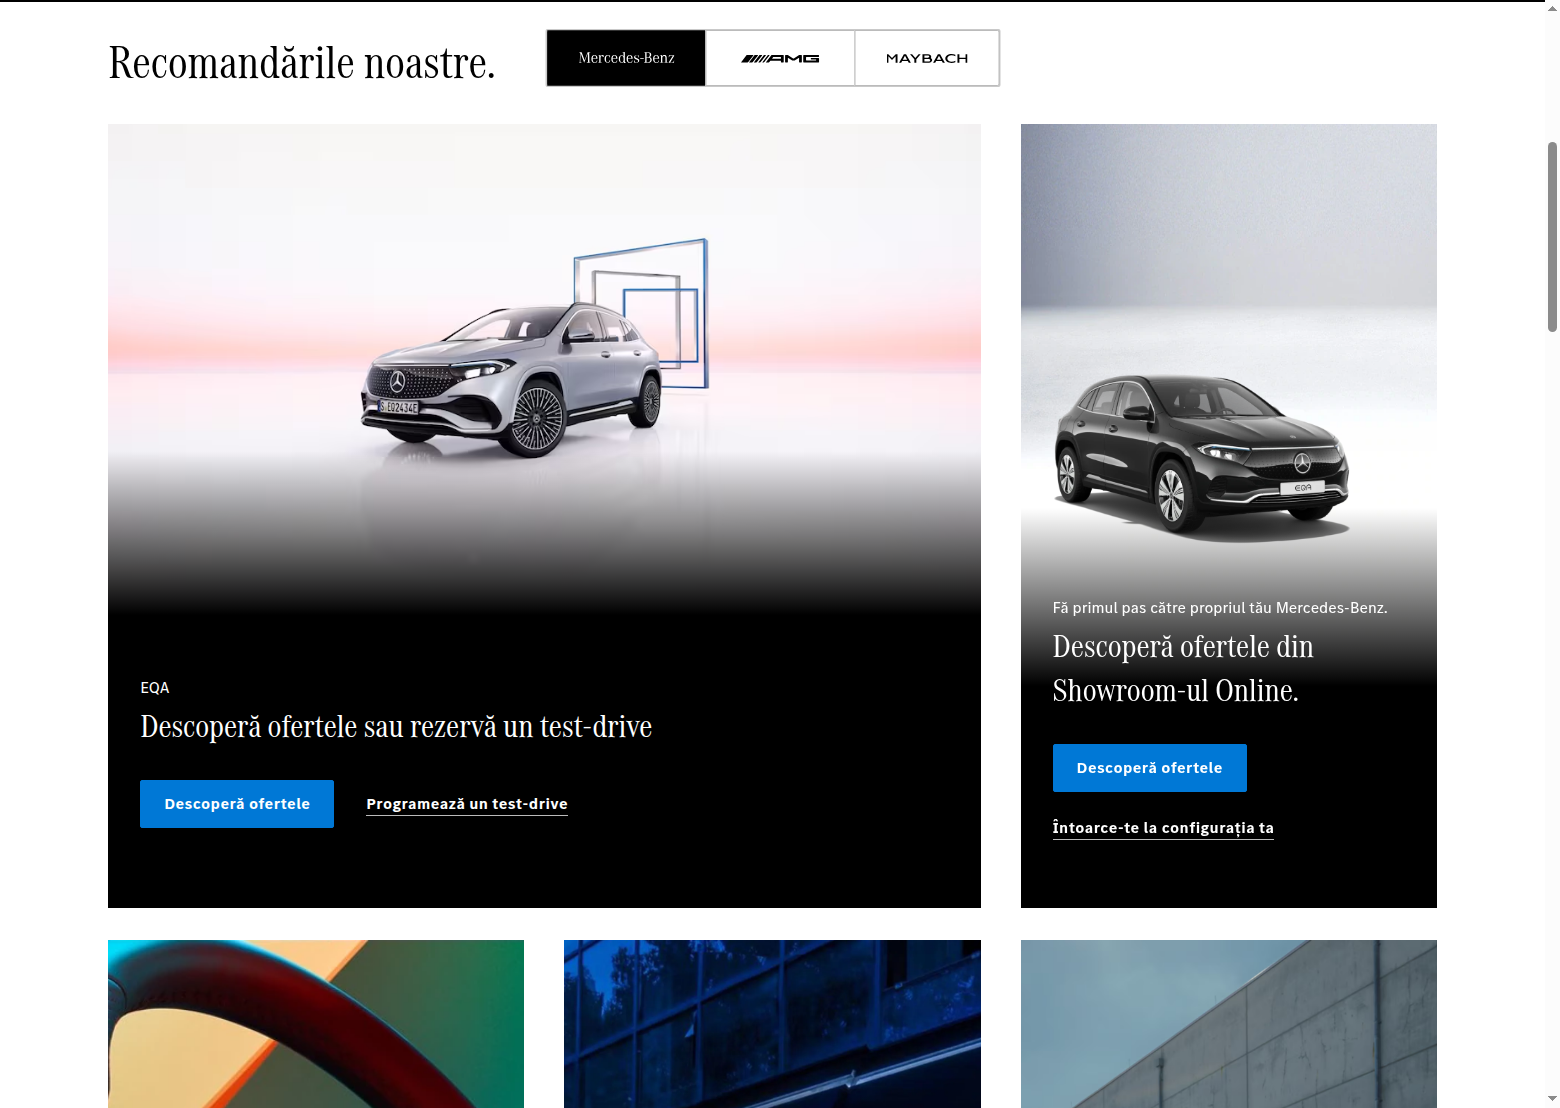 Recomandările noastre.
Mercedes-Benz
AMG
MAYBACH
S·EQ2434E
EQA
Fă primul pas către propriul tău Mercedes-Benz.
Descoperă ofertele din
Showroom-ul Online.
EQA
Descoperă ofertele sau rezervă un test-drive
Descoperă ofertele
Programează un test-drive
Descoperă ofertele
Întoarce-te la configurația ta